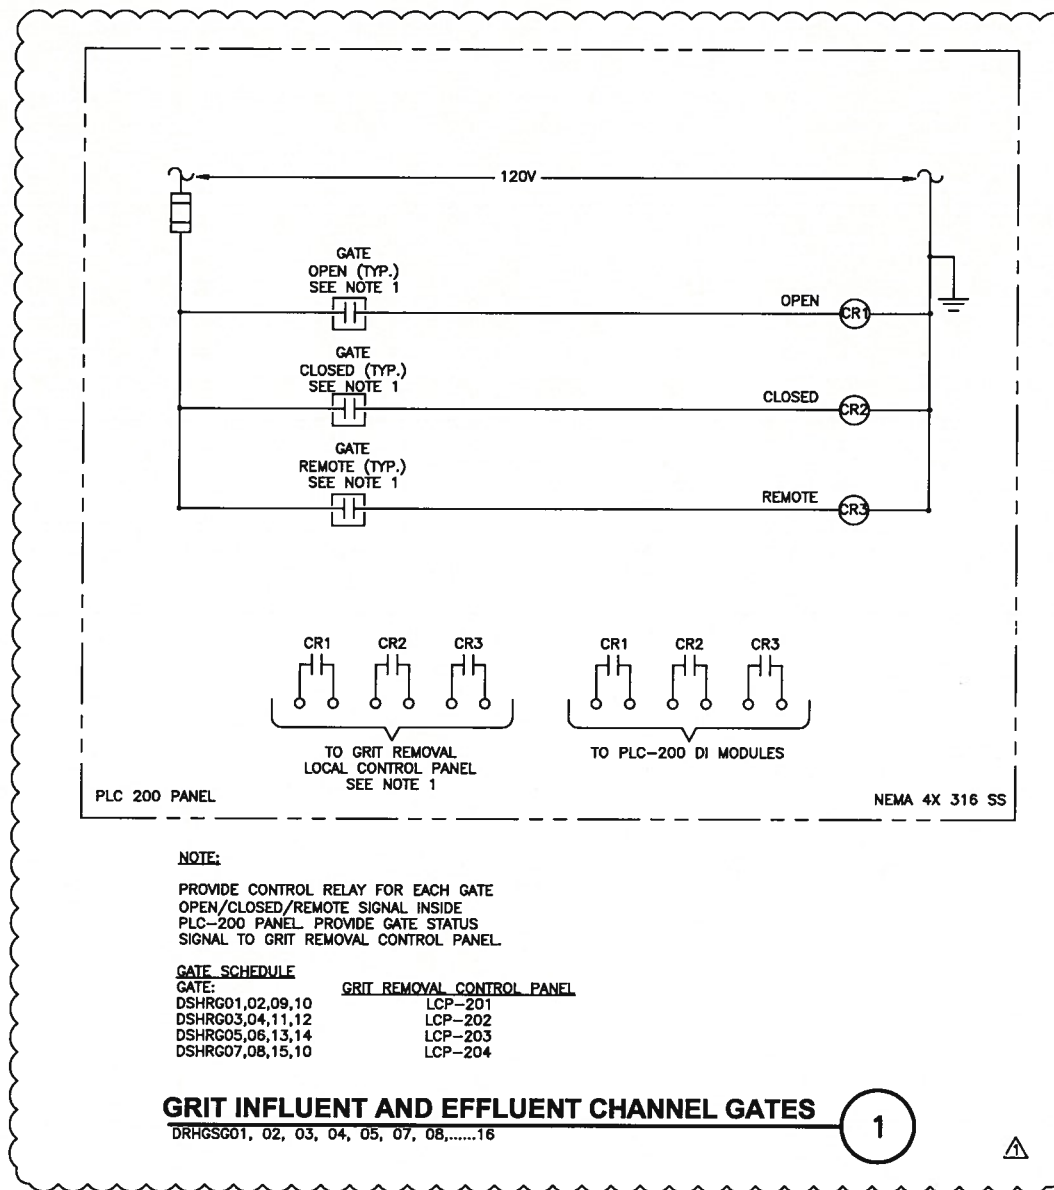 120V
GATE
OPEN (TYP.)
SEE NOTE 1
OPEN
CR1
GATE
CLOSED (TYP.)
SEE NOTE 1
CLOSED
CR2
GATE
REMOTE (TYP.)
SEE NOTE 1
REMOTE
CR3
CR1 CR2 CR3
TO GRIT REMOVAL
LOCAL CONTROL PANEL
SEE NOTE 1
CR1 CR2 CR3
TO PLC-200 DI MODULES
PLC 200 PANEL
NEMA 4X 316 SS
NOTE:
PROVIDE CONTROL RELAY FOR EACH GATE
OPEN/CLOSED/REMOTE SIGNAL INSIDE
PLC-200 PANEL. PROVIDE GATE STATUS
SIGNAL TO GRIT REMOVAL CONTROL PANEL.
GATE SCHEDULE
GATE: GRIT REMOVAL CONTROL PANEL
DSHRG01,02,09,10 LCP-201
DSHRG03,04,11,12 LCP-202
DSHRG05,06,13,14 LCP-203
DSHRG07,08,15,10 LCP-204
GRIT INFLUENT AND EFFLUENT CHANNEL GATES
1
DRHGSG01, 02, 03, 04, 05, 07, 08,......16
1